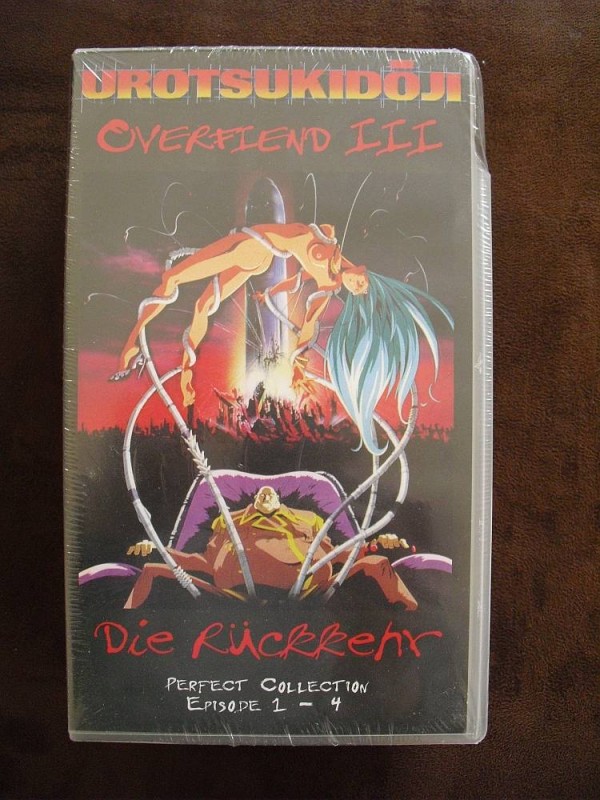 UROTSUKIDŌJI
OVERFIEND III
Die Rückkehr
PERFECT COLLECTION
EPISODE 1 - 4